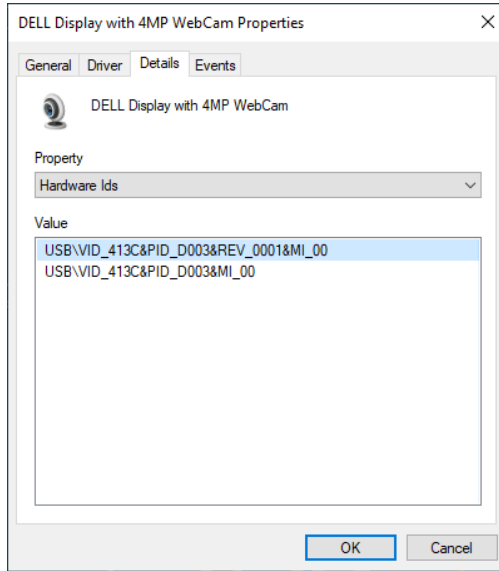 DELL Display with 4MP WebCam Properties
General Driver Details Events
DELL Display with 4MP WebCam
Property
Hardware Ids
Value
USB\VID_413C&PID_D003&REV_0001&MI_00
USB\VID_413C&PID_D003&MI_00
OK Cancel